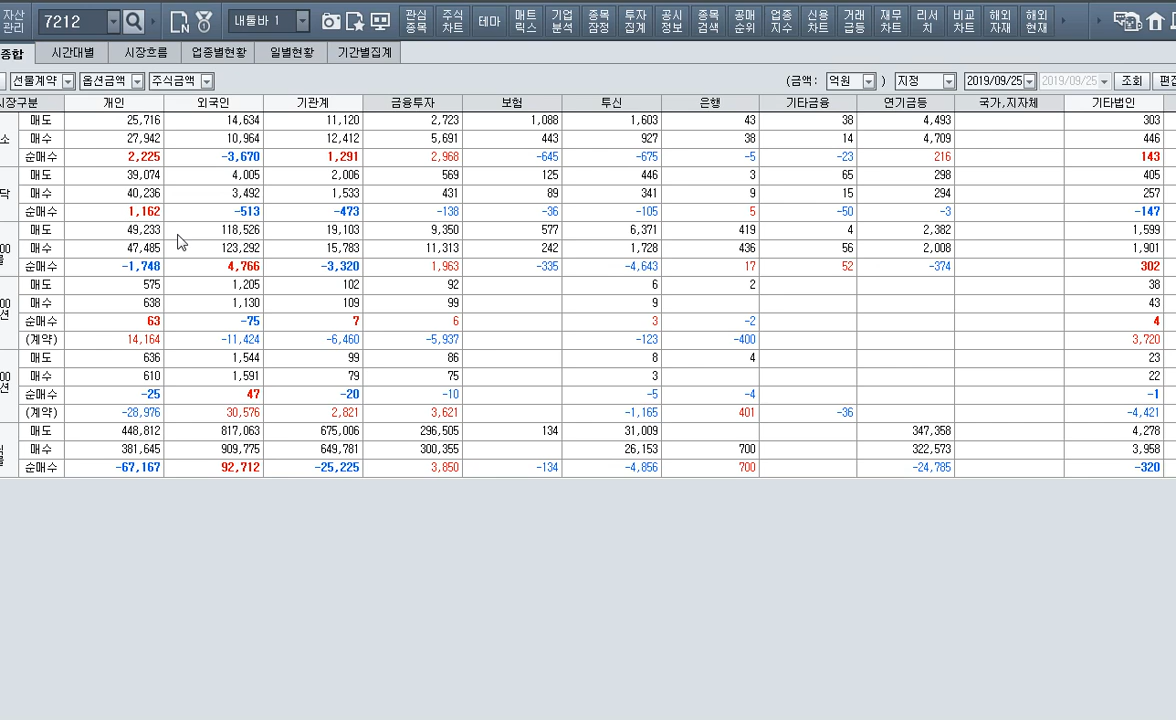 자산 관리 7212 내툴바 1 관심 종목 주식 차트 테마 매트 릭스 기업 분석 종목 잠정 투자 집계 공시 정보 종목 검색 공매 순위 업종 지수 신용 차트 거래 급등 재무 차트 리서 치 비교 차트 해외 자재 해외 현재
종합 시간대별 시장흐름 업종별현황 일별현황 기간별집계
선물계약 옵션금액 주식금액 (금액: 억원 ) 지정 2019/09/25 2019/09/25 조회 편집
시장구분 개인 외국인 기관계 금융투자 보험 투신 은행 기타금융 연기금등 국가,지자체 기타법인
매도 25,716 14,634 11,120 2,723 1,088 1,603 43 38 4,493 303
소 매수 27,942 10,964 12,412 5,691 443 927 38 14 4,709 446
순매수 2,225 -3,670 1,291 2,968 -645 -675 -5 -23 216 143
매도 39,074 4,005 2,006 569 125 446 3 65 298 405
닥 매수 40,236 3,492 1,533 431 89 341 9 15 294 257
순매수 1,162 -513 -473 -138 -36 -105 5 -50 -3 -147
매도 49,233 118,526 19,103 9,350 577 6,371 419 4 2,382 1,599
00 매수 47,485 123,292 15,783 11,313 242 1,728 436 56 2,008 1,901
순매수 -1,748 4,766 -3,320 1,963 -335 -4,643 17 52 -374 302
매도 575 1,205 102 92 6 2 38
00 매수 638 1,130 109 99 9 43
션 순매수 63 -75 7 6 3 -2 4
(계약) 14,164 -11,424 -6,460 -5,937 -123 -400 3,720
매도 636 1,544 99 86 8 4 23
00 매수 610 1,591 79 75 3 22
션 순매수 -25 47 -20 -10 -5 -4 -1
(계약) -28,976 30,576 2,821 3,621 -1,165 401 -36 -4,421
매도 448,812 817,063 675,006 296,505 134 31,009 347,358 4,278
매수 381,645 909,775 649,781 300,355 26,153 700 322,573 3,958
순매수 -67,167 92,712 -25,225 3,850 -134 -4,856 700 -24,785 -320